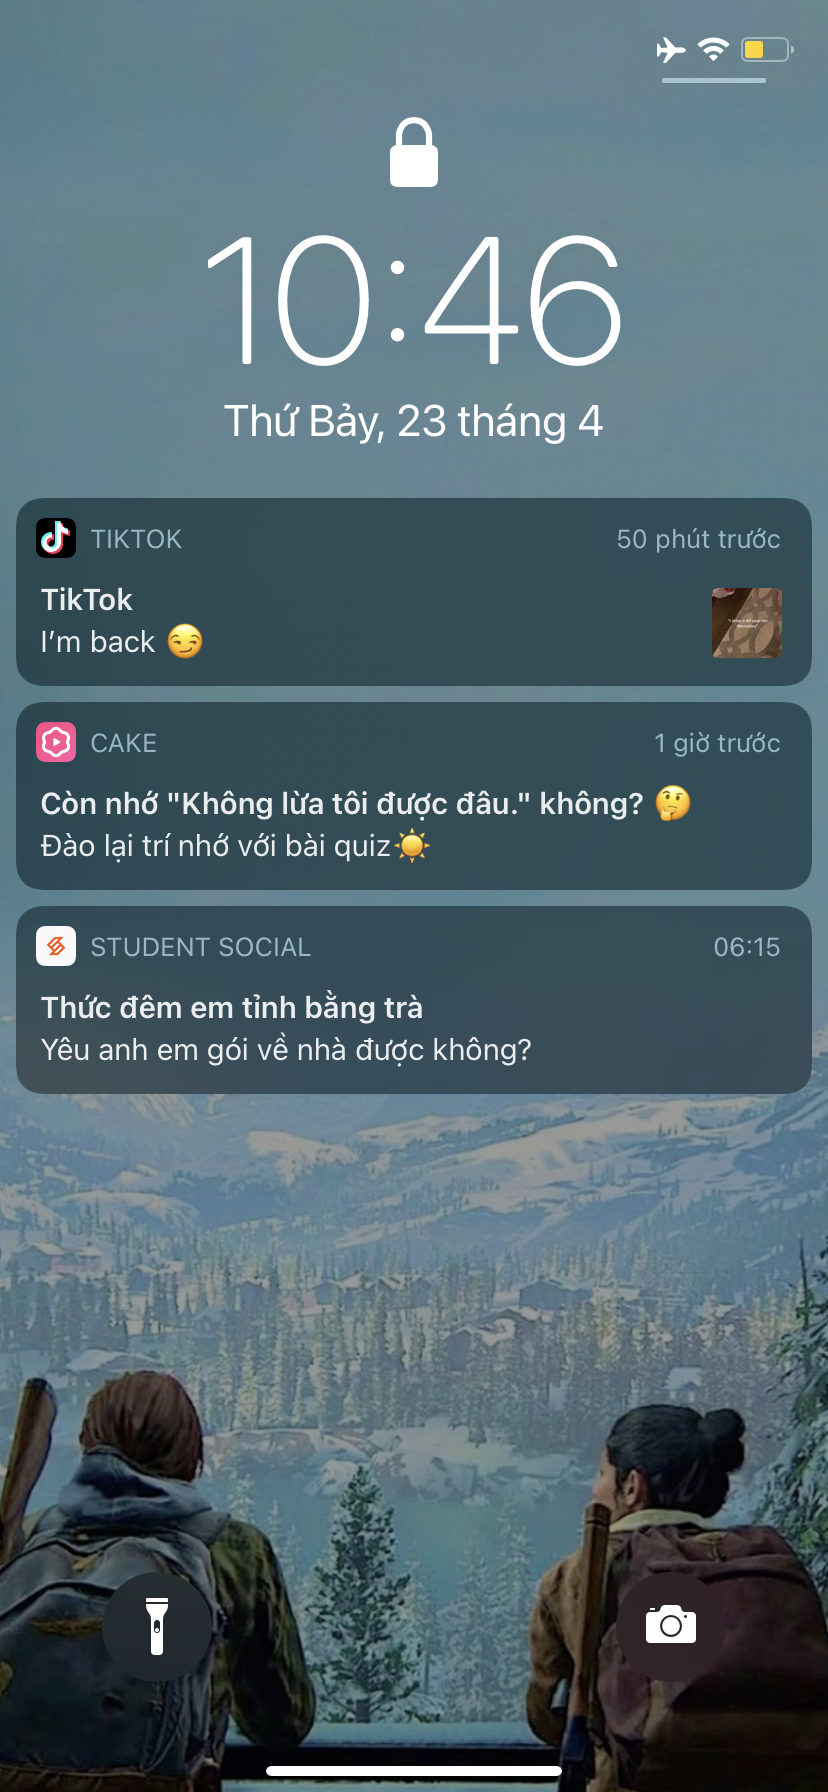 10:46
Thứ Bảy, 23 tháng 4
TIKTOK
50 phút trước
TikTok
I'm back 😏
CAKE
1 giờ trước
Còn nhớ "Không lừa tôi được đâu." không? 🤔
Đào lại trí nhớ với bài quiz☀️
STUDENT SOCIAL
06:15
Thức đêm em tỉnh bằng trà
Yêu anh em gói về nhà được không?